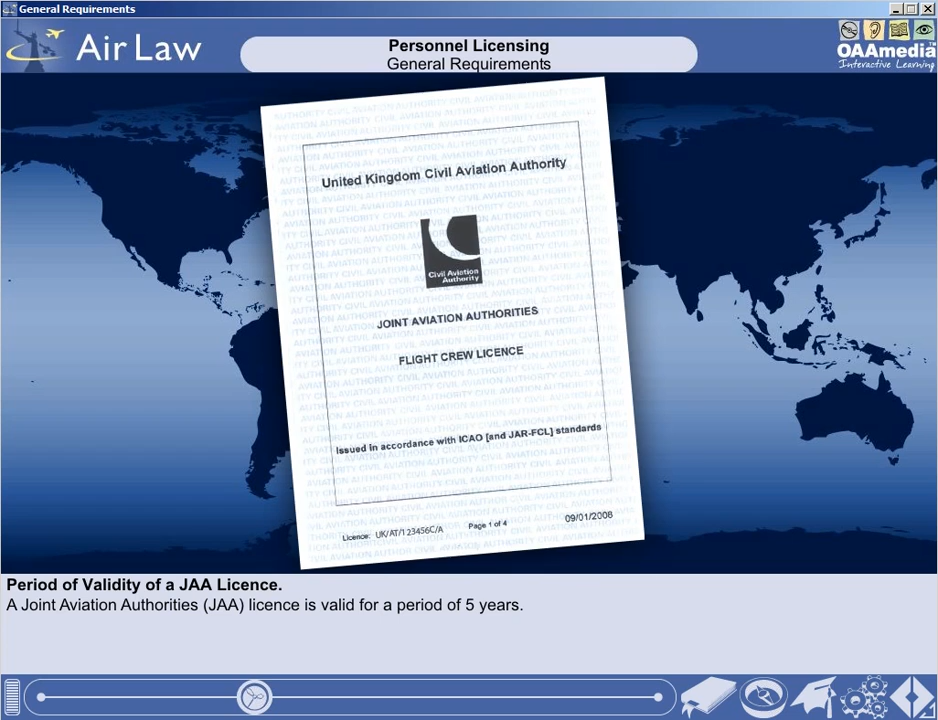 General Requirements
Air Law
Personnel Licensing
General Requirements
OAAmedia
Interactive Learning
United Kingdom Civil Aviation Authority
Civil Aviation
Authority
JOINT AVIATION AUTHORITIES
FLIGHT CREW LICENCE
Issued in accordance with ICAO [and JAR-FCL] standards
Licence: UK/AT/123456C/A Page 1 of 4 09/01/2008
Period of Validity of a JAA Licence.
A Joint Aviation Authorities (JAA) licence is valid for a period of 5 years.